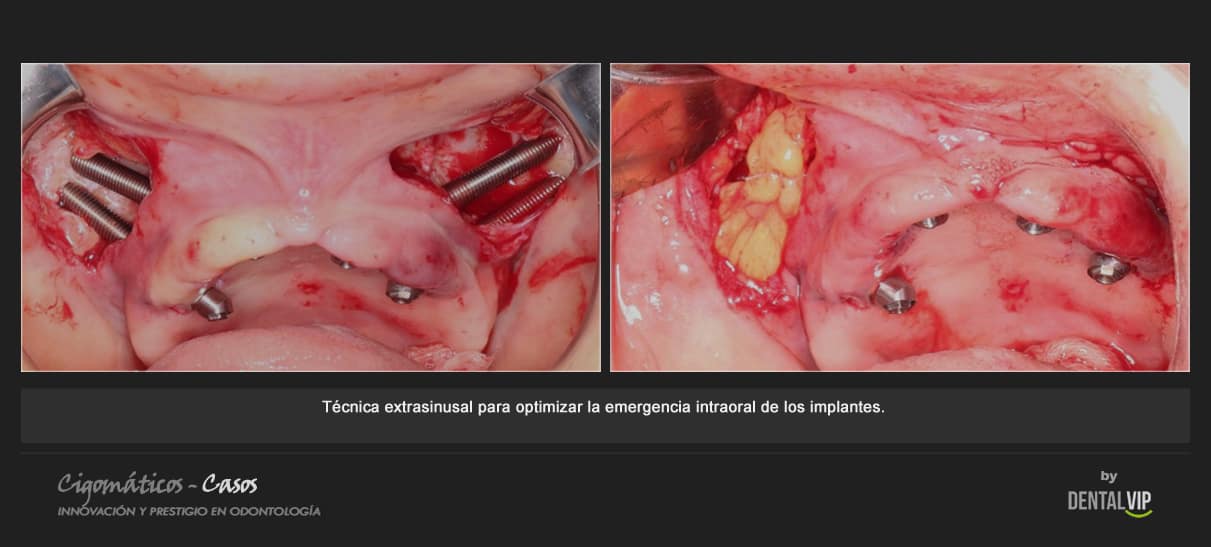 Técnica extrasinusal para optimizar la emergencia intraoral de los implantes.
Cigomáticos - Casos
INNOVACIÓN Y PRESTIGIO EN ODONTOLOGÍA
by
DENTALVIP